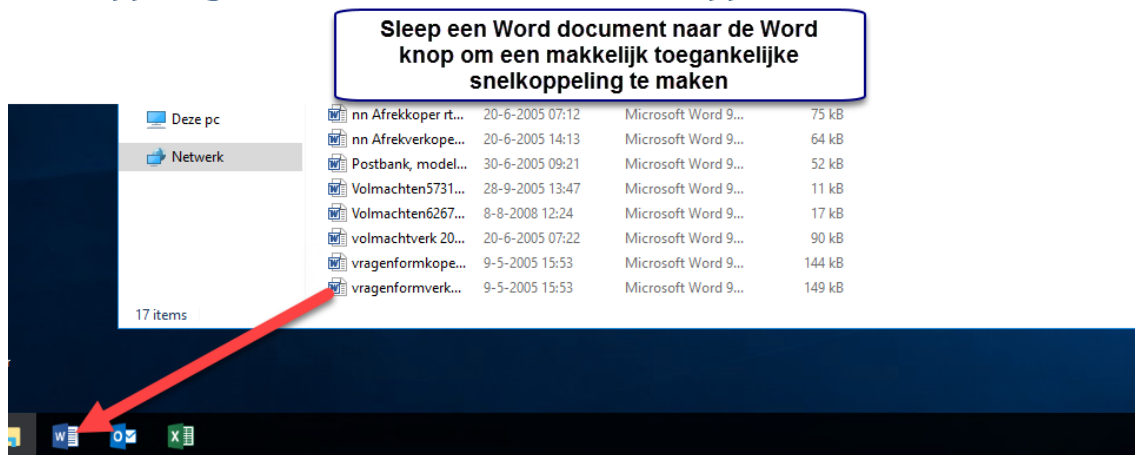 Sleep een Word document naar de Word
knop om een makkelijk toegankelijke
snelkoppeling te maken
Deze pc
Netwerk
nn Afrekkoper rt... 20-6-2005 07:12 Microsoft Word 9... 75 kB
nn Afrekverkope... 20-6-2005 14:13 Microsoft Word 9... 64 kB
Postbank, model... 30-6-2005 09:21 Microsoft Word 9... 52 kB
Volmachten5731... 28-9-2005 13:47 Microsoft Word 9... 11 kB
Volmachten6267... 8-8-2008 12:24 Microsoft Word 9... 17 kB
volmachtverk 20... 20-6-2005 07:22 Microsoft Word 9... 90 kB
vragenformkope... 9-5-2005 15:53 Microsoft Word 9... 144 kB
vragenformverk... 9-5-2005 15:53 Microsoft Word 9... 149 kB
17 items